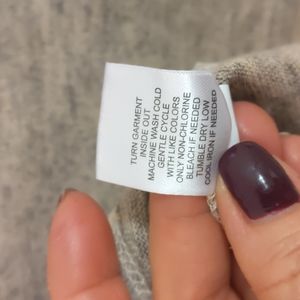 TURN GARMENT
INSIDE OUT
MACHINE WASH COLD
GENTLE CYCLE
WITH LIKE COLORS
ONLY NON-CHLORINE
BLEACH IF NEEDED
TUMBLE DRY LOW
COOL IRON IF NEEDED